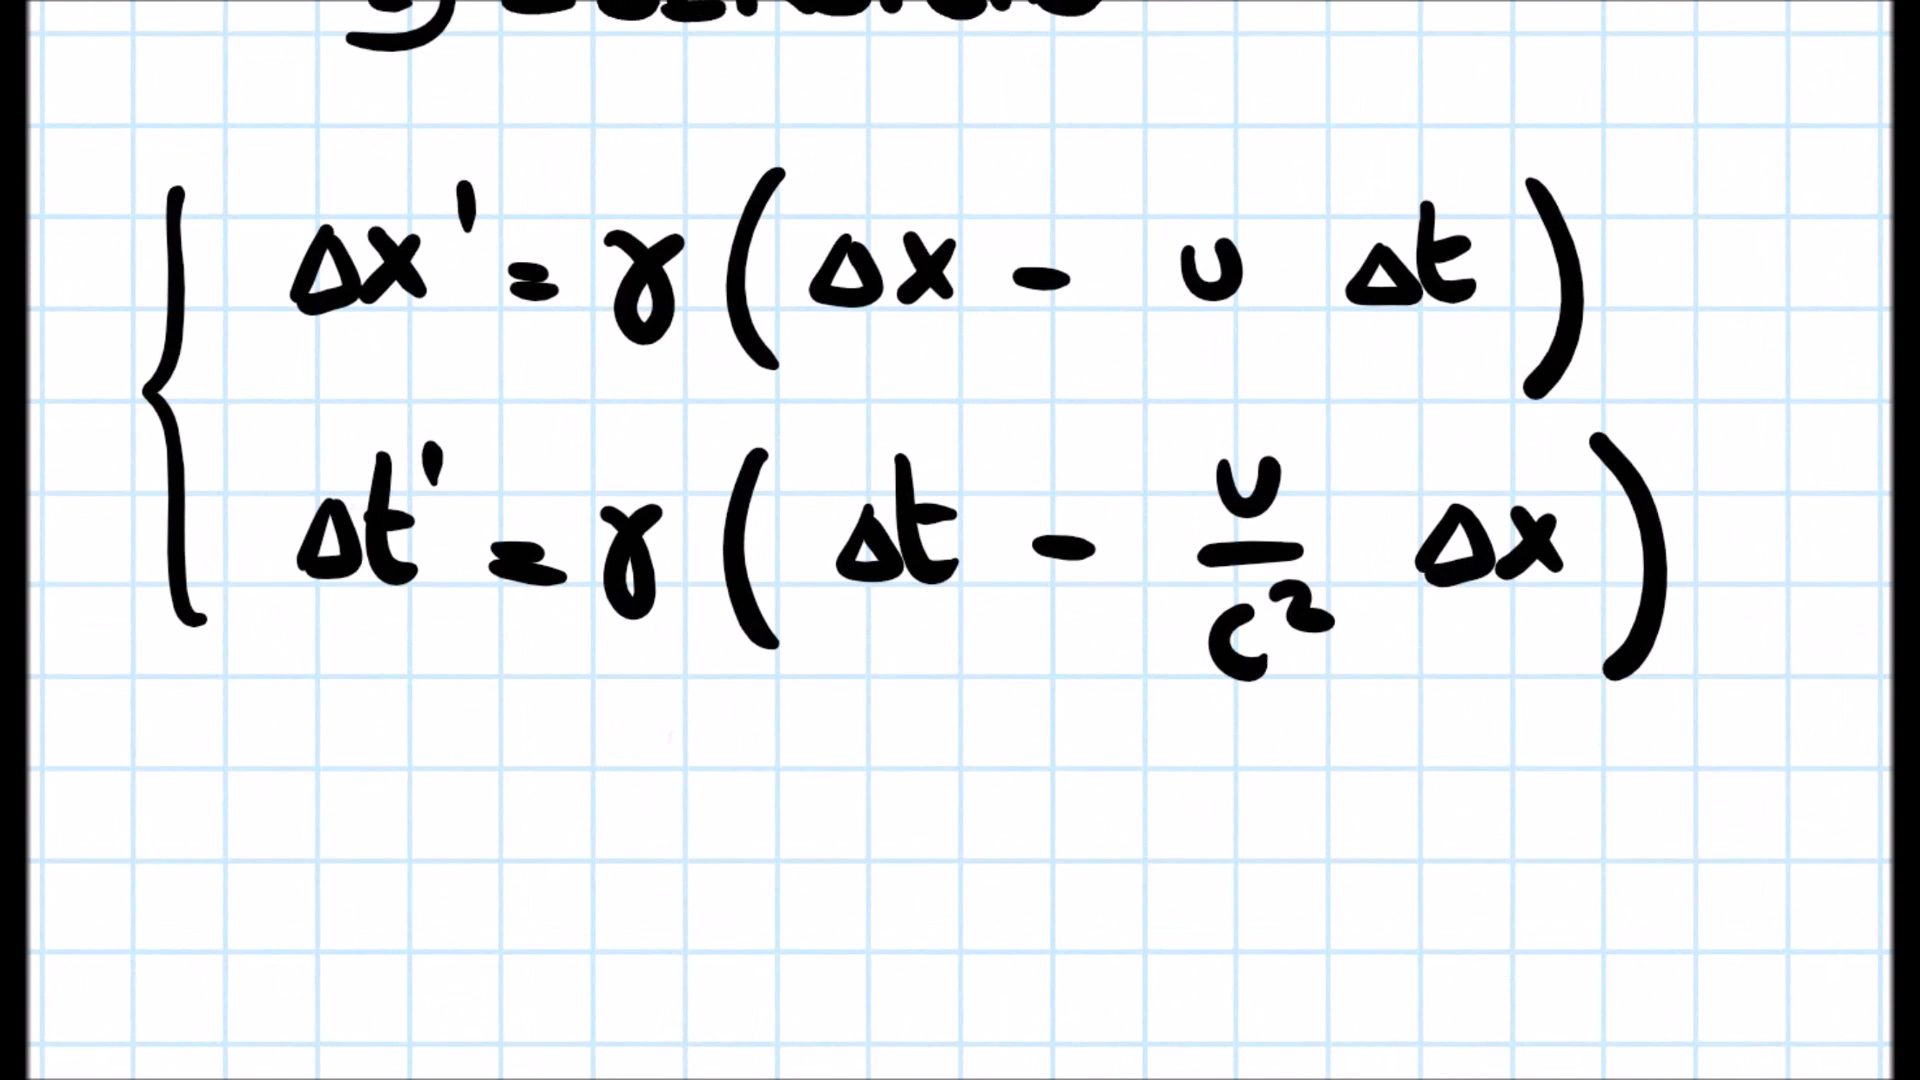 Δx' = γ ( Δx - υ Δt )
Δt' = γ ( Δt - υ/c² Δx )